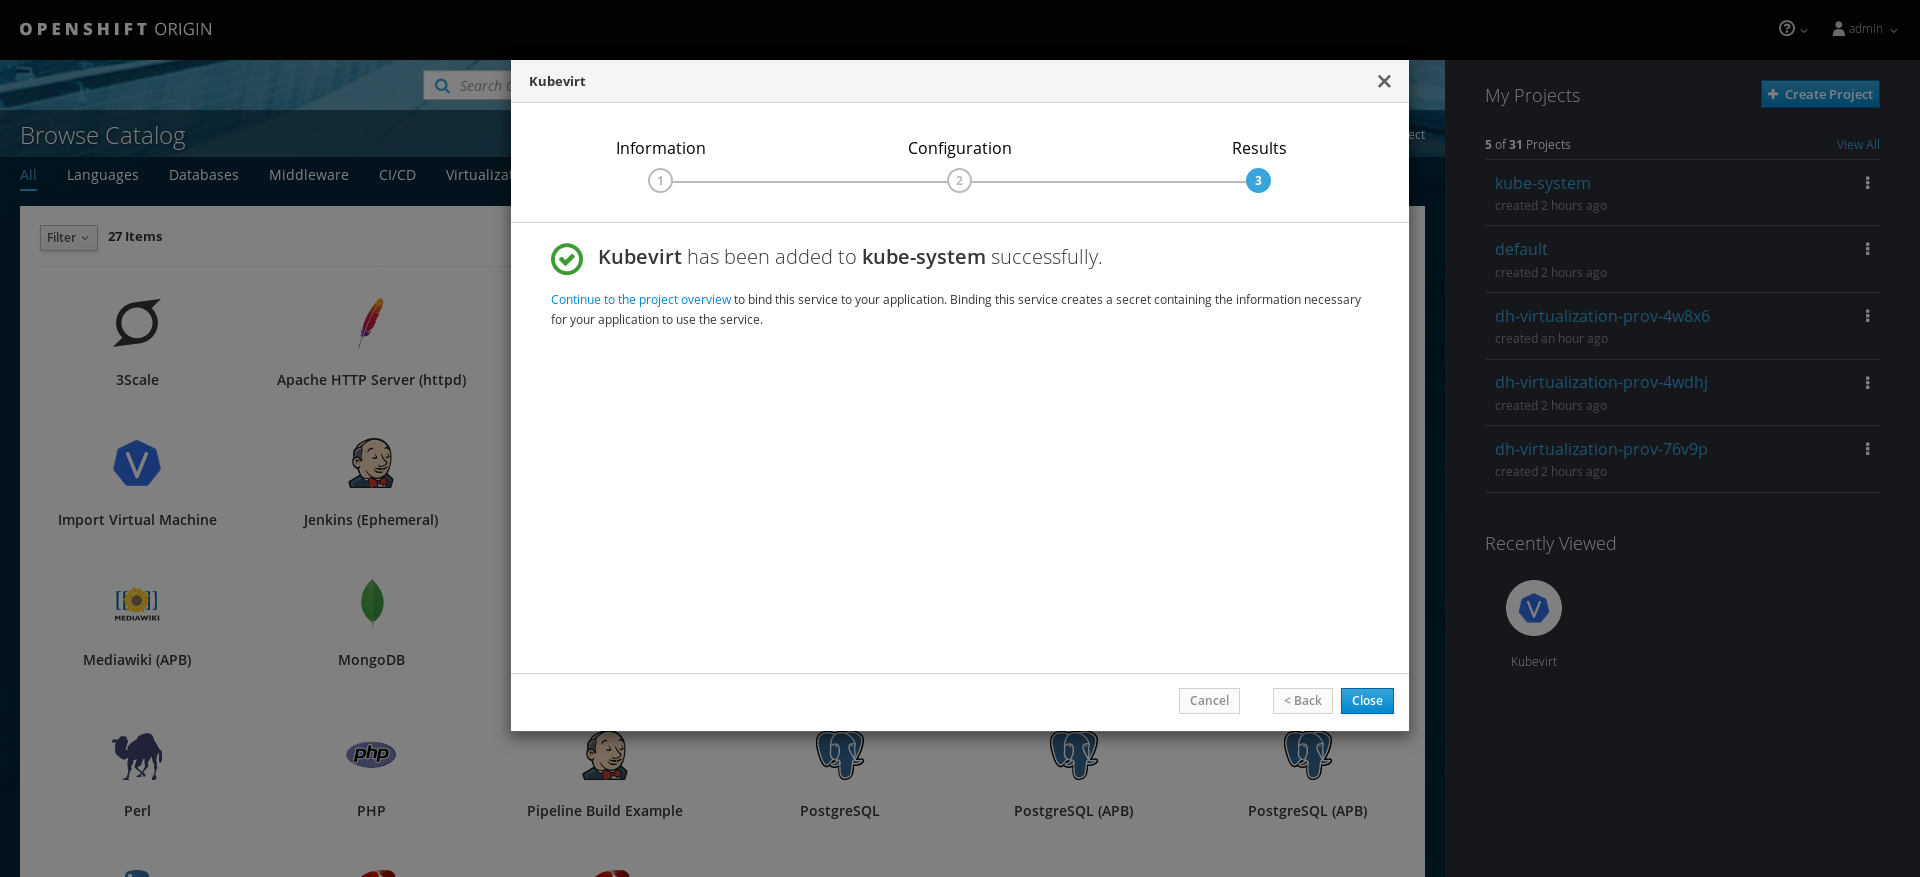 OPENSHIFT ORIGIN
admin
Search
Kubevirt
My Projects
Create Project
Browse Catalog
ect
5 of 31 Projects
View All
All
Languages
Databases
Middleware
CI/CD
Virtualizat
Information
Configuration
Results
1
2
3
Filter
27 Items
Kubevirt has been added to kube-system successfully.
Continue to the project overview to bind this service to your application. Binding this service creates a secret containing the information necessary
for your application to use the service.
kube-system
created 2 hours ago
default
created 2 hours ago
dh-virtualization-prov-4w8x6
created an hour ago
dh-virtualization-prov-4wdhj
created 2 hours ago
dh-virtualization-prov-76v9p
created 2 hours ago
3Scale
Apache HTTP Server (httpd)
Import Virtual Machine
Jenkins (Ephemeral)
MEDIAWIKI
Mediawiki (APB)
MongoDB
Recently Viewed
Kubevirt
Cancel
< Back
Close
php
Perl
PHP
Pipeline Build Example
PostgreSQL
PostgreSQL (APB)
PostgreSQL (APB)